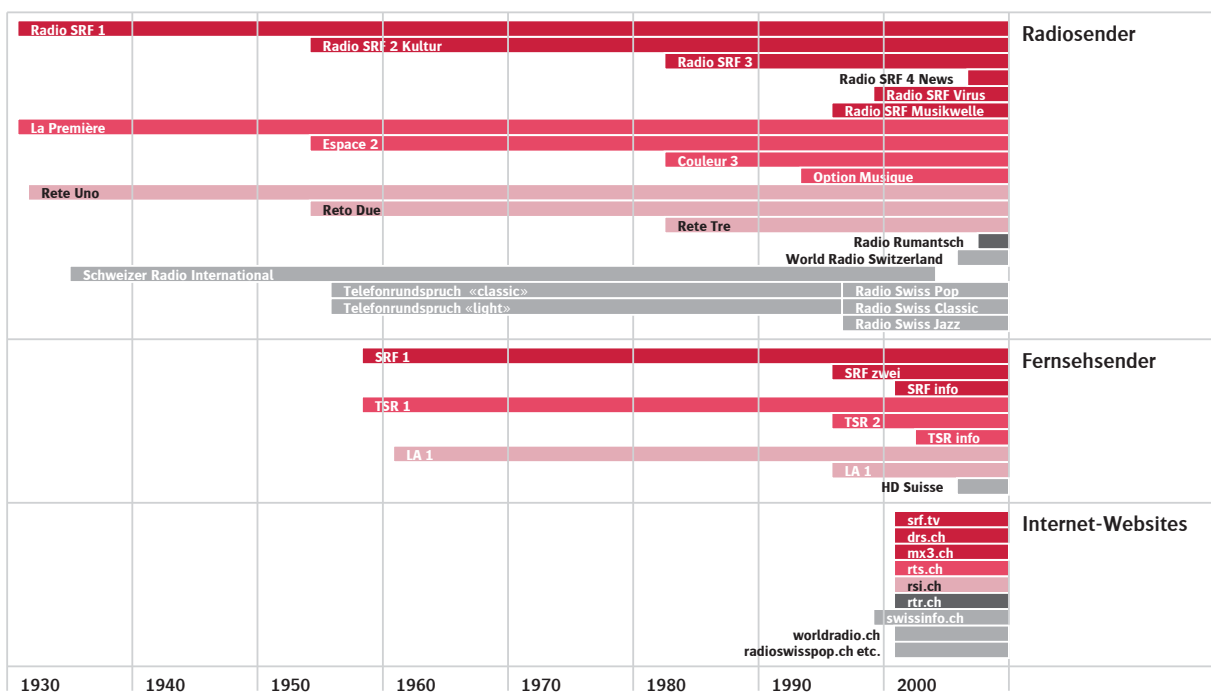 Radiosender
Radio SRF 1
Radio SRF 2 Kultur
Radio SRF 3
Radio SRF 4 News
Radio SRF Virus
Radio SRF Musikwelle
La Première
Espace 2
Couleur 3
Option Musique
Rete Uno
Reto Due
Rete Tre
Radio Rumantsch
World Radio Switzerland
Schweizer Radio International
Telefonrundspruch «classic» Radio Swiss Pop
Telefonrundspruch «light» Radio Swiss Classic
Radio Swiss Jazz
Fernsehsender
SRF 1
SRF zwei
SRF info
TSR 1
TSR 2
TSR info
LA 1
LA 1
HD Suisse
Internet-Websites
srf.tv
drs.ch
mx3.ch
rts.ch
rsi.ch
rtr.ch
swissinfo.ch
worldradio.ch
radioswisspop.ch etc.
1930 1940 1950 1960 1970 1980 1990 2000